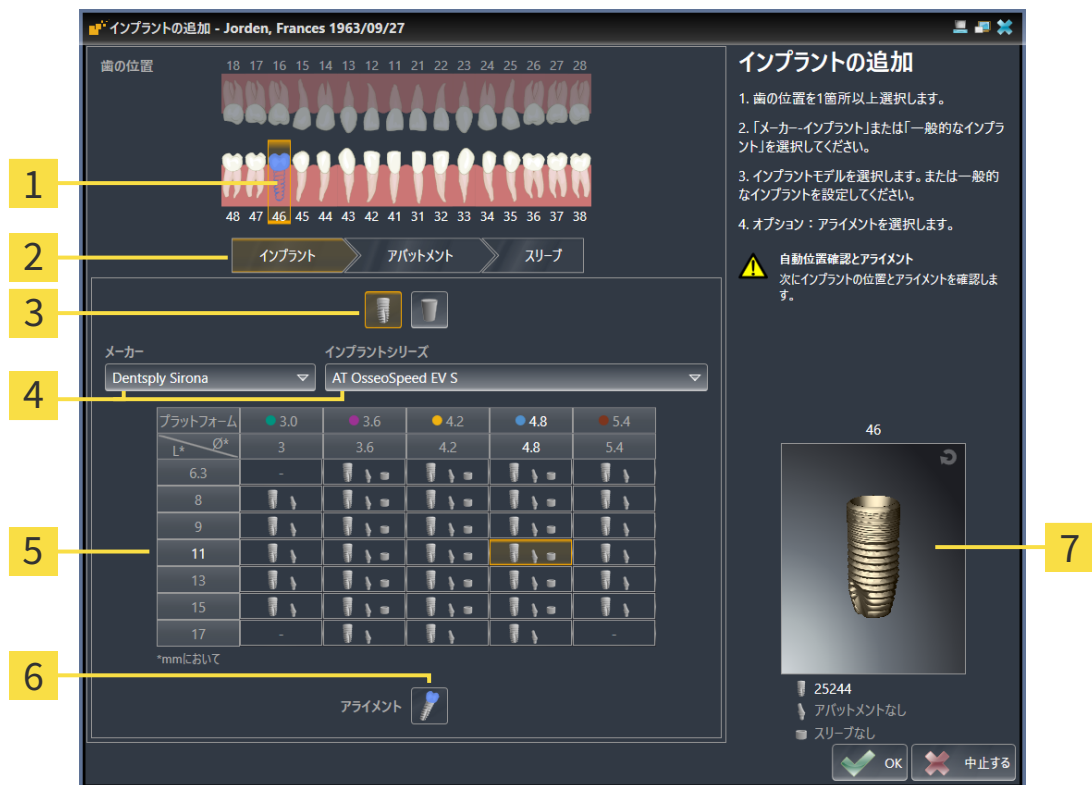 インプラントの追加 - Jorden, Frances 1963/09/27
歯の位置
18 17 16 15 14 13 12 11 21 22 23 24 25 26 27 28
48 47 46 45 44 43 42 41 31 32 33 34 35 36 37 38
インプラント アバットメント スリーブ
メーカー インプラントシリーズ
Dentsply Sirona AT OsseoSpeed EV S
プラットフォーム 3.0 3.6 4.2 4.8 5.4
L* Ø* 3 3.6 4.2 4.8 5.4
6.3 -
8
9
11
13
15
17 - -
*mmにおいて
アライメント
インプラントの追加
1. 歯の位置を1箇所以上選択します。
2. 「メーカー-インプラント」または「一般的なインプラ
ント」を選択してください。
3. インプラントモデルを選択します。または一般的
なインプラントを設定してください。
4. オプション：アライメントを選択します。
自動位置確認とアライメント
次にインプラントの位置とアライメントを確認しま
す。
46
25244
アバットメントなし
スリーブなし
OK 中止する
1
2
3
4
5
6
7